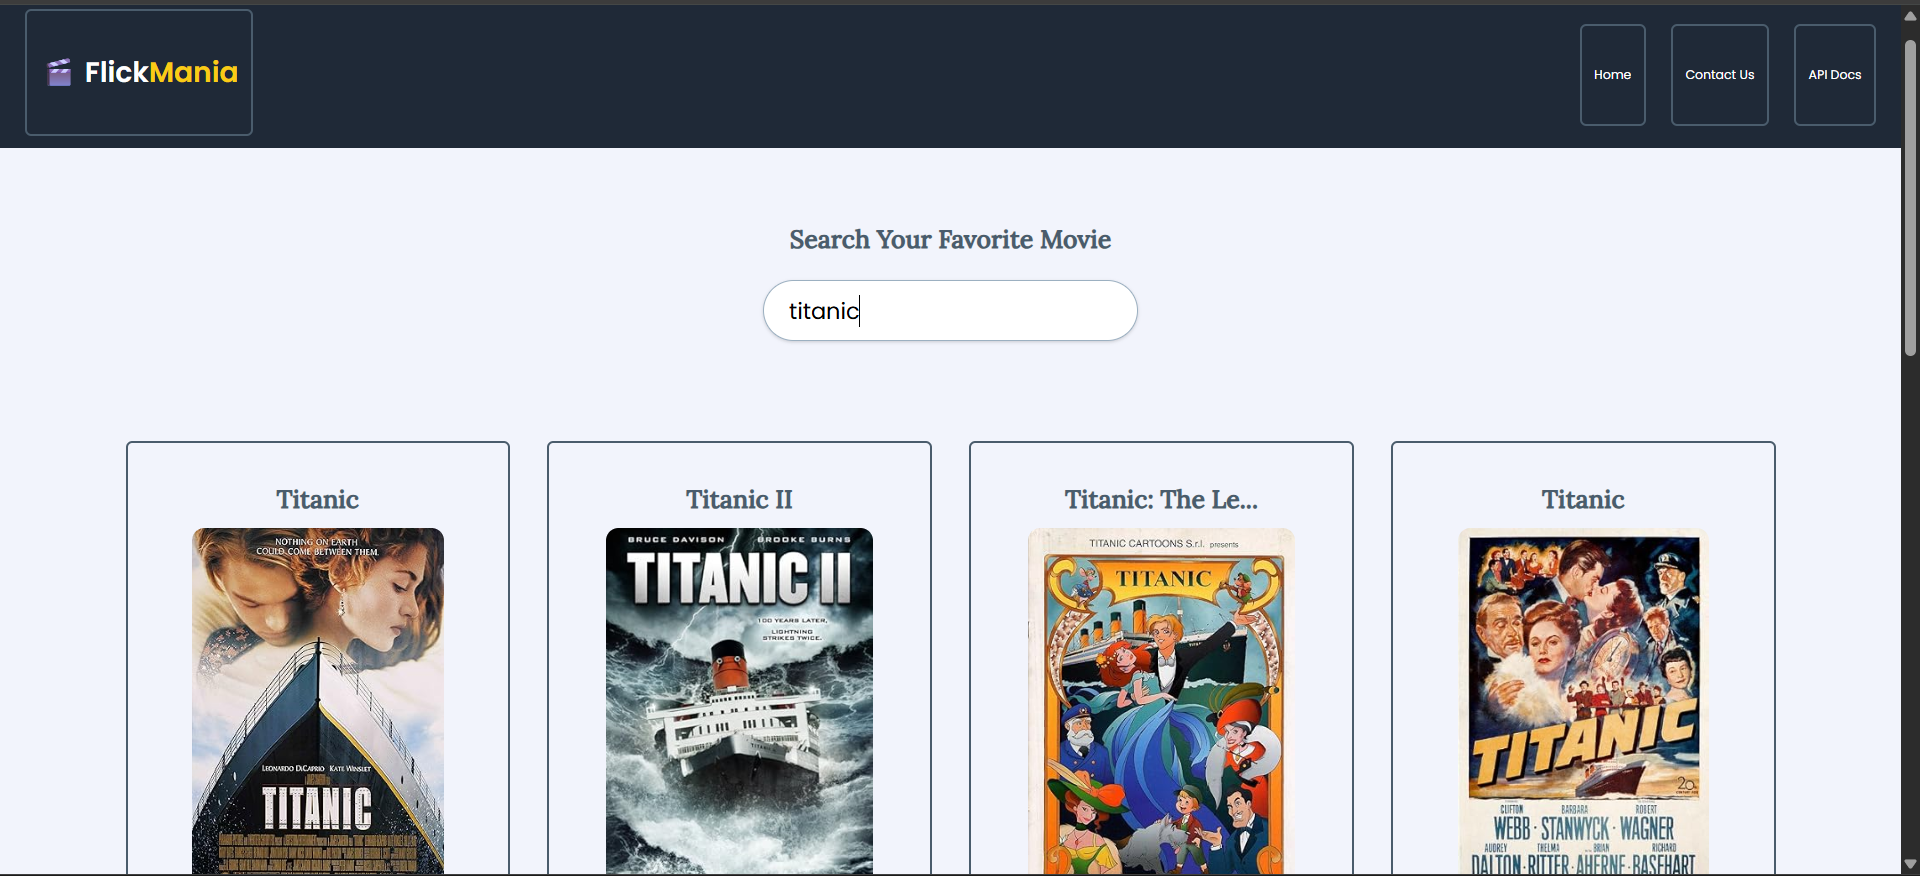 FlickMania
Home
Contact Us
API Docs
Search Your Favorite Movie
titanic
Titanic
NOTHING ON EARTH
COULD COME BETWEEN THEM.
LEONARDO DICAPRIO KATE WINSLET
TITANIC
Titanic II
BRUCE DAVISON BROOKE BURNS
TITANIC II
100 YEARS LATER,
LIGHTNING
STRIKES TWICE.
Titanic: The Le...
TITANIC CARTOONS S.r.l. presents
TITANIC
Titanic
TITANIC
CLIFTON BARBARA ROBERT
WEBB · STANWYCK · WAGNER
AUDREY THELMA BRIAN RICHARD
DALTON · RITTER · AHERNE · BASEHART